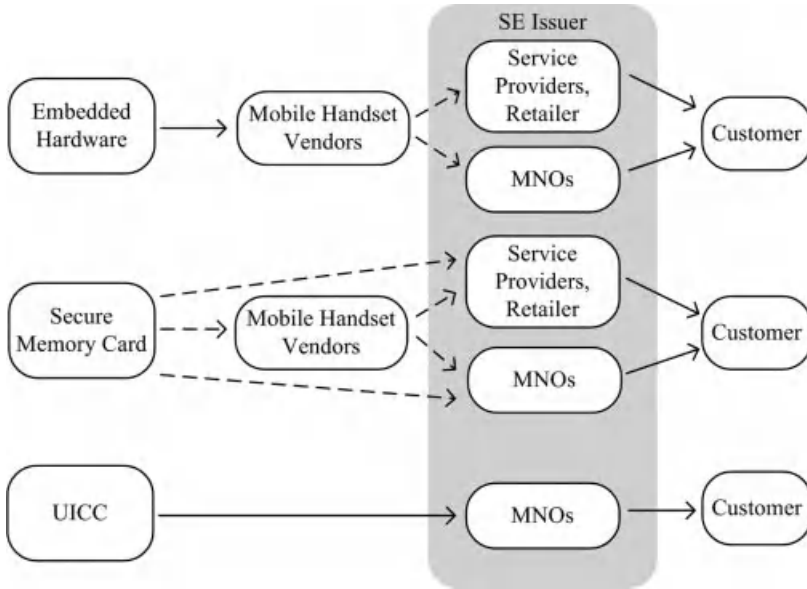 SE Issuer
Embedded
Hardware
Mobile Handset
Vendors
Service
Providers,
Retailer
MNOs
Customer
Secure
Memory Card
Mobile Handset
Vendors
Service
Providers,
Retailer
MNOs
Customer
UICC
MNOs
Customer